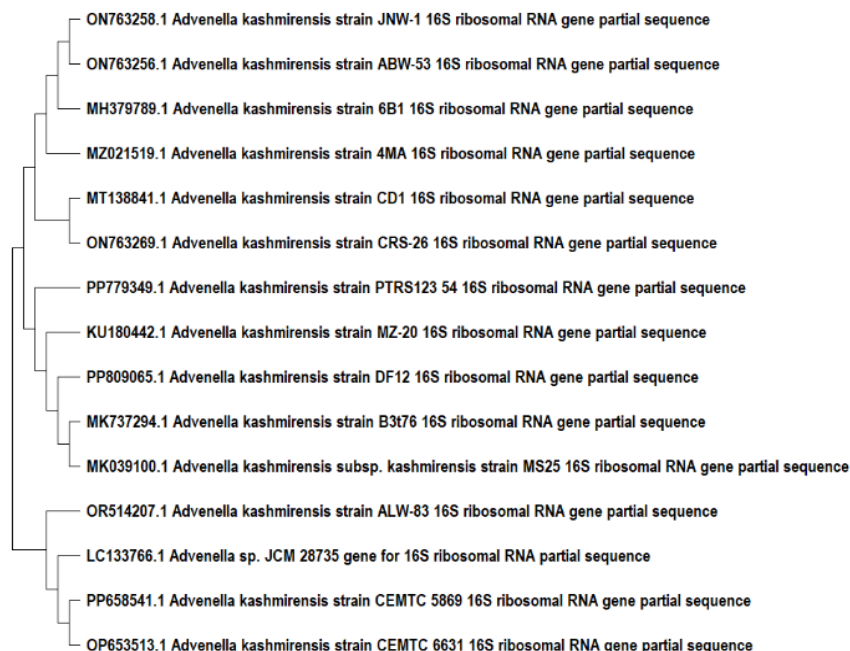 ON763258.1 Advenella kashmirensis strain JNW-1 16S ribosomal RNA gene partial sequence
ON763256.1 Advenella kashmirensis strain ABW-53 16S ribosomal RNA gene partial sequence
MH379789.1 Advenella kashmirensis strain 6B1 16S ribosomal RNA gene partial sequence
MZ021519.1 Advenella kashmirensis strain 4MA 16S ribosomal RNA gene partial sequence
MT138841.1 Advenella kashmirensis strain CD1 16S ribosomal RNA gene partial sequence
ON763269.1 Advenella kashmirensis strain CRS-26 16S ribosomal RNA gene partial sequence
PP779349.1 Advenella kashmirensis strain PTRS123 54 16S ribosomal RNA gene partial sequence
KU180442.1 Advenella kashmirensis strain MZ-20 16S ribosomal RNA gene partial sequence
PP809065.1 Advenella kashmirensis strain DF12 16S ribosomal RNA gene partial sequence
MK737294.1 Advenella kashmirensis strain B3t76 16S ribosomal RNA gene partial sequence
MK039100.1 Advenella kashmirensis subsp. kashmirensis strain MS25 16S ribosomal RNA gene partial sequence
OR514207.1 Advenella kashmirensis strain ALW-83 16S ribosomal RNA gene partial sequence
LC133766.1 Advenella sp. JCM 28735 gene for 16S ribosomal RNA partial sequence
PP658541.1 Advenella kashmirensis strain CEMTC 5869 16S ribosomal RNA gene partial sequence
OP653513.1 Advenella kashmirensis strain CEMTC 6631 16S ribosomal RNA gene partial sequence